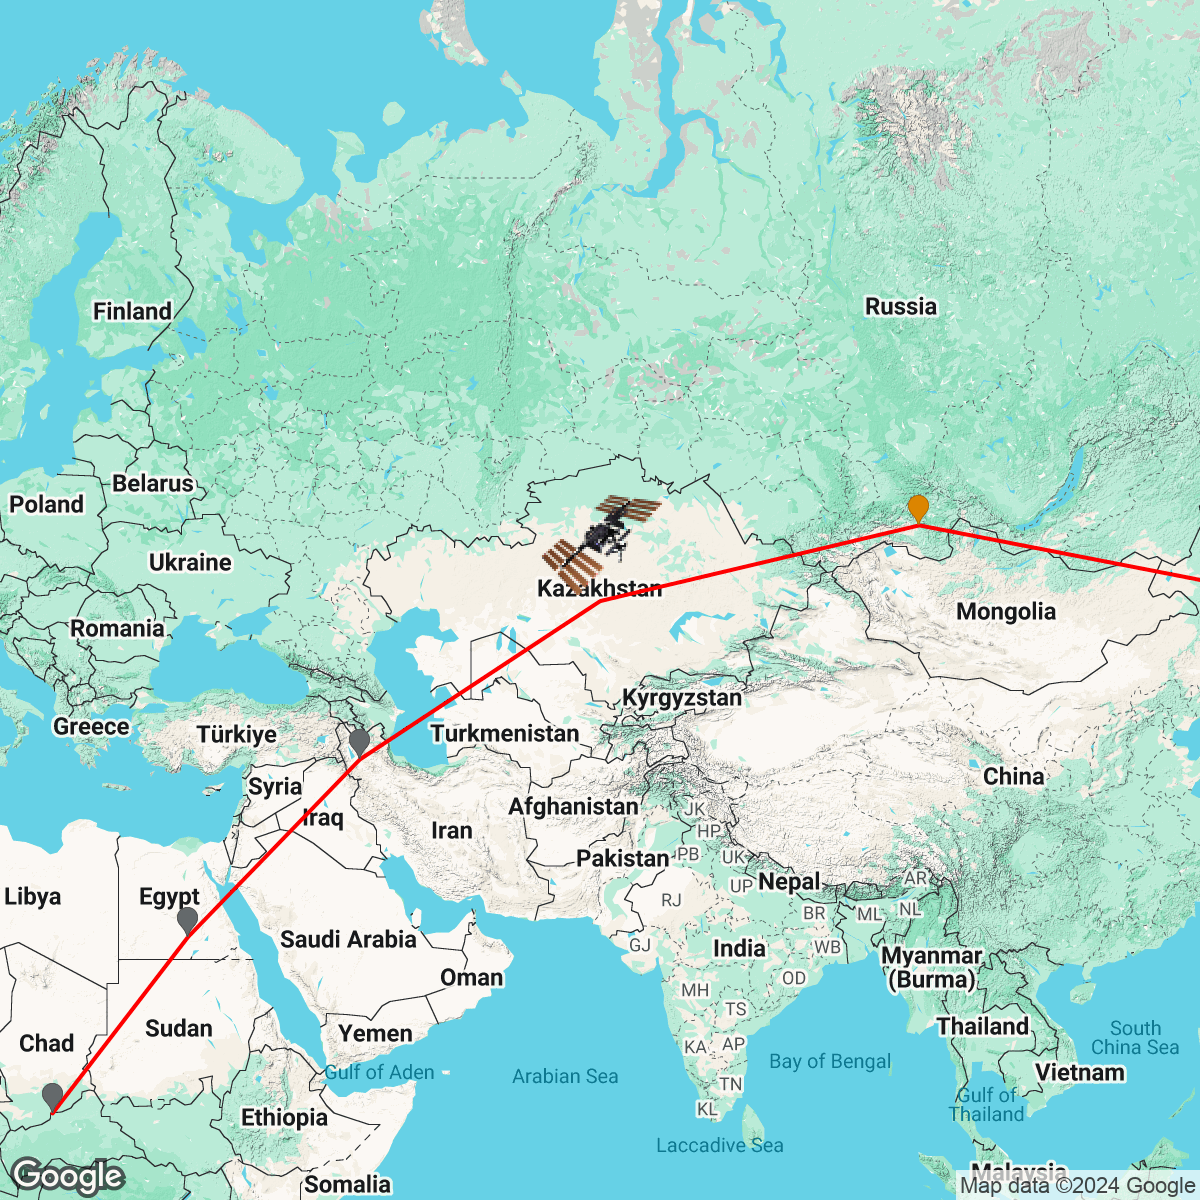 Finland
Russia
Poland
Belarus
Ukraine
Kazakhstan
Mongolia
Romania
Kyrgyzstan
Greece
Türkiye
Turkmenistan
Syria
China
Iraq
Iran
Afghanistan
JK
HP
Pakistan
PB
UK
UP
Nepal
AR
Libya
Egypt
RJ
BR
ML
NL
Saudi Arabia
GJ
India
WB
Myanmar
(Burma)
Oman
OD
MH
TS
Chad
Sudan
Yemen
KA
AP
Thailand
South
China Sea
Gulf of Aden
Arabian Sea
Bay of Bengal
Vietnam
TN
Gulf of
Thailand
Ethiopia
KL
Laccadive Sea
Malaysia
Somalia
Google
Map data ©2024 Google